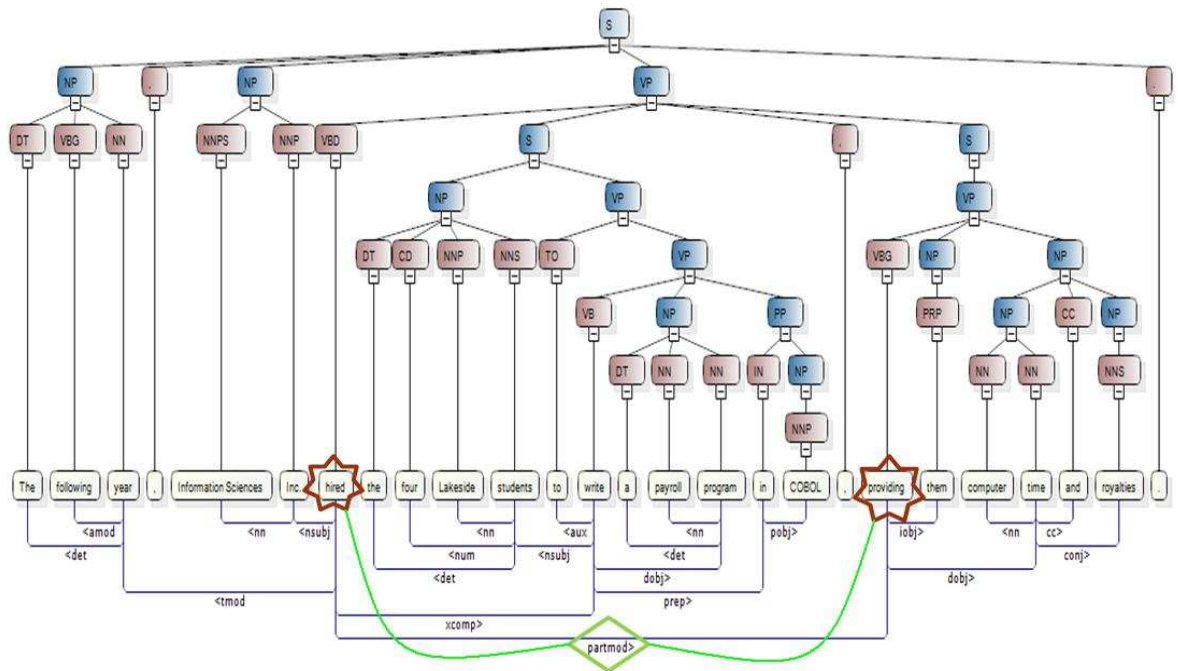 S
NP , NP VP .
DT VBG NN NNPS NNP VBD S , S
NP VP VP
DT CD NNP NNS TO VP VBG NP NP
VB NP PP PRP NP CC NP
DT NN NN IN NP NN NN NNS
NNP
The following year , Information Sciences Inc. hired the four Lakeside students to write a payroll program in COBOL , providing them computer time and royalties .
<amod <nn <nsubj <nn <aux <nn pobj> iobj> <nn cc>
<det <num <nsubj <det conj>
<det dobj> dobj>
<tmod prep>
xcomp>
partmod>